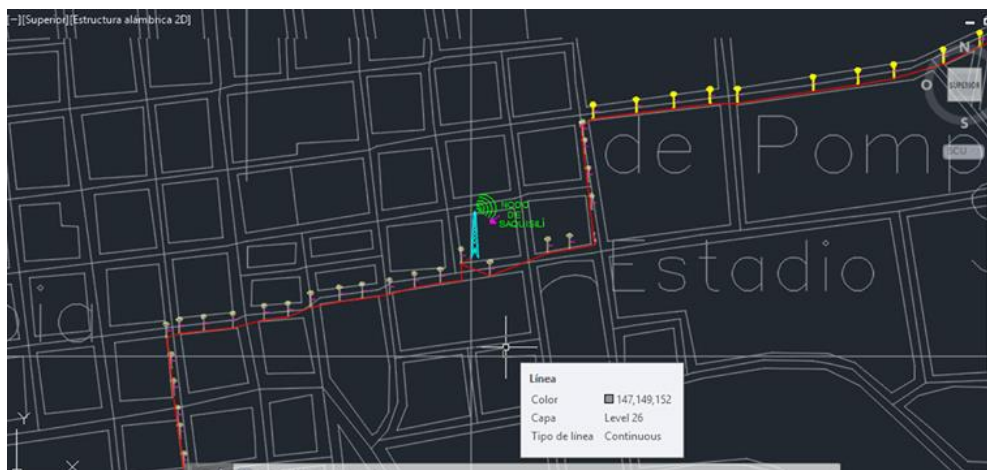 [−][Superior][Estructura alámbrica 2D]
N
O
SUPERIOR
S
SCU
de Pomp
NODO
DE
SAQUISILÍ
Estadio
Línea
Color 147,149,152
Capa Level 26
Tipo de línea Continuous
Y
X